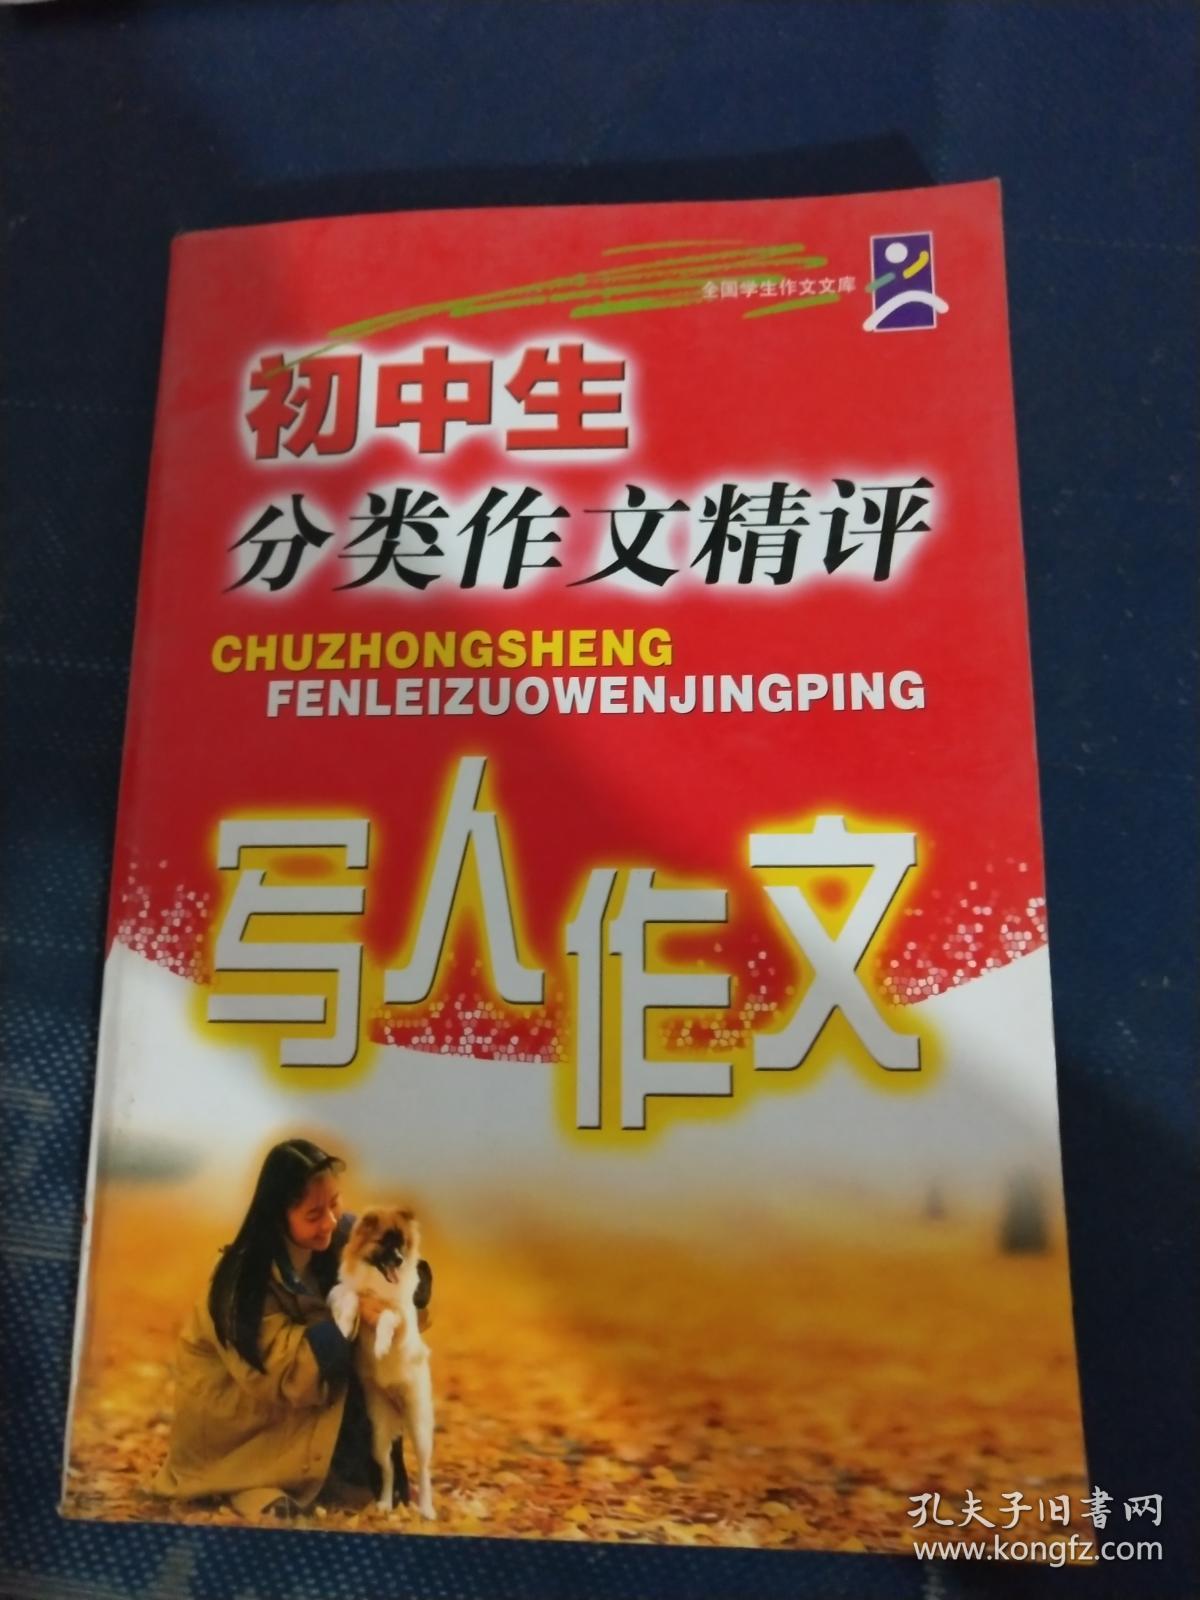 全国学生作文文库
初中生
分类作文精评
CHUZHONGSHENG
FENLEIZUOWENJINGPING
写人作文
孔夫子旧書网
www.kongfz.com